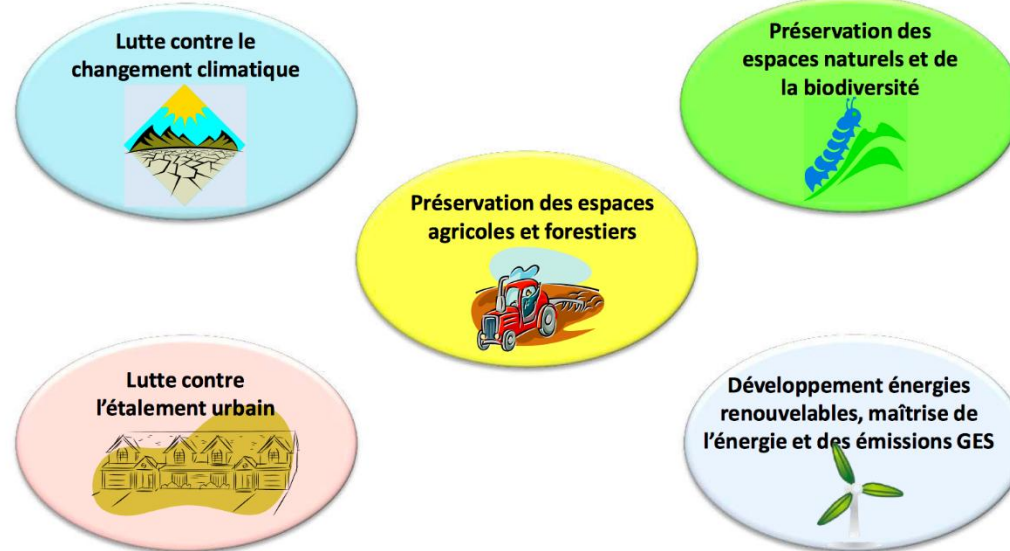 Lutte contre le
changement climatique
Préservation des
espaces naturels et de
la biodiversité
Préservation des espaces
agricoles et forestiers
Lutte contre
l’étalement urbain
Développement énergies
renouvelables, maîtrise de
l’énergie et des émissions GES